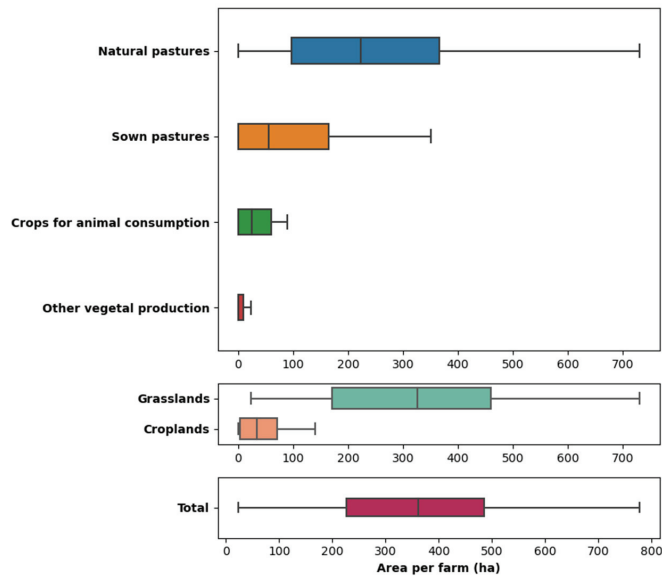 Natural pastures
Sown pastures
Crops for animal consumption
Other vegetal production
0 100 200 300 400 500 600 700
Grasslands
Croplands
0 100 200 300 400 500 600 700
Total
0 100 200 300 400 500 600 700 800
Area per farm (ha)